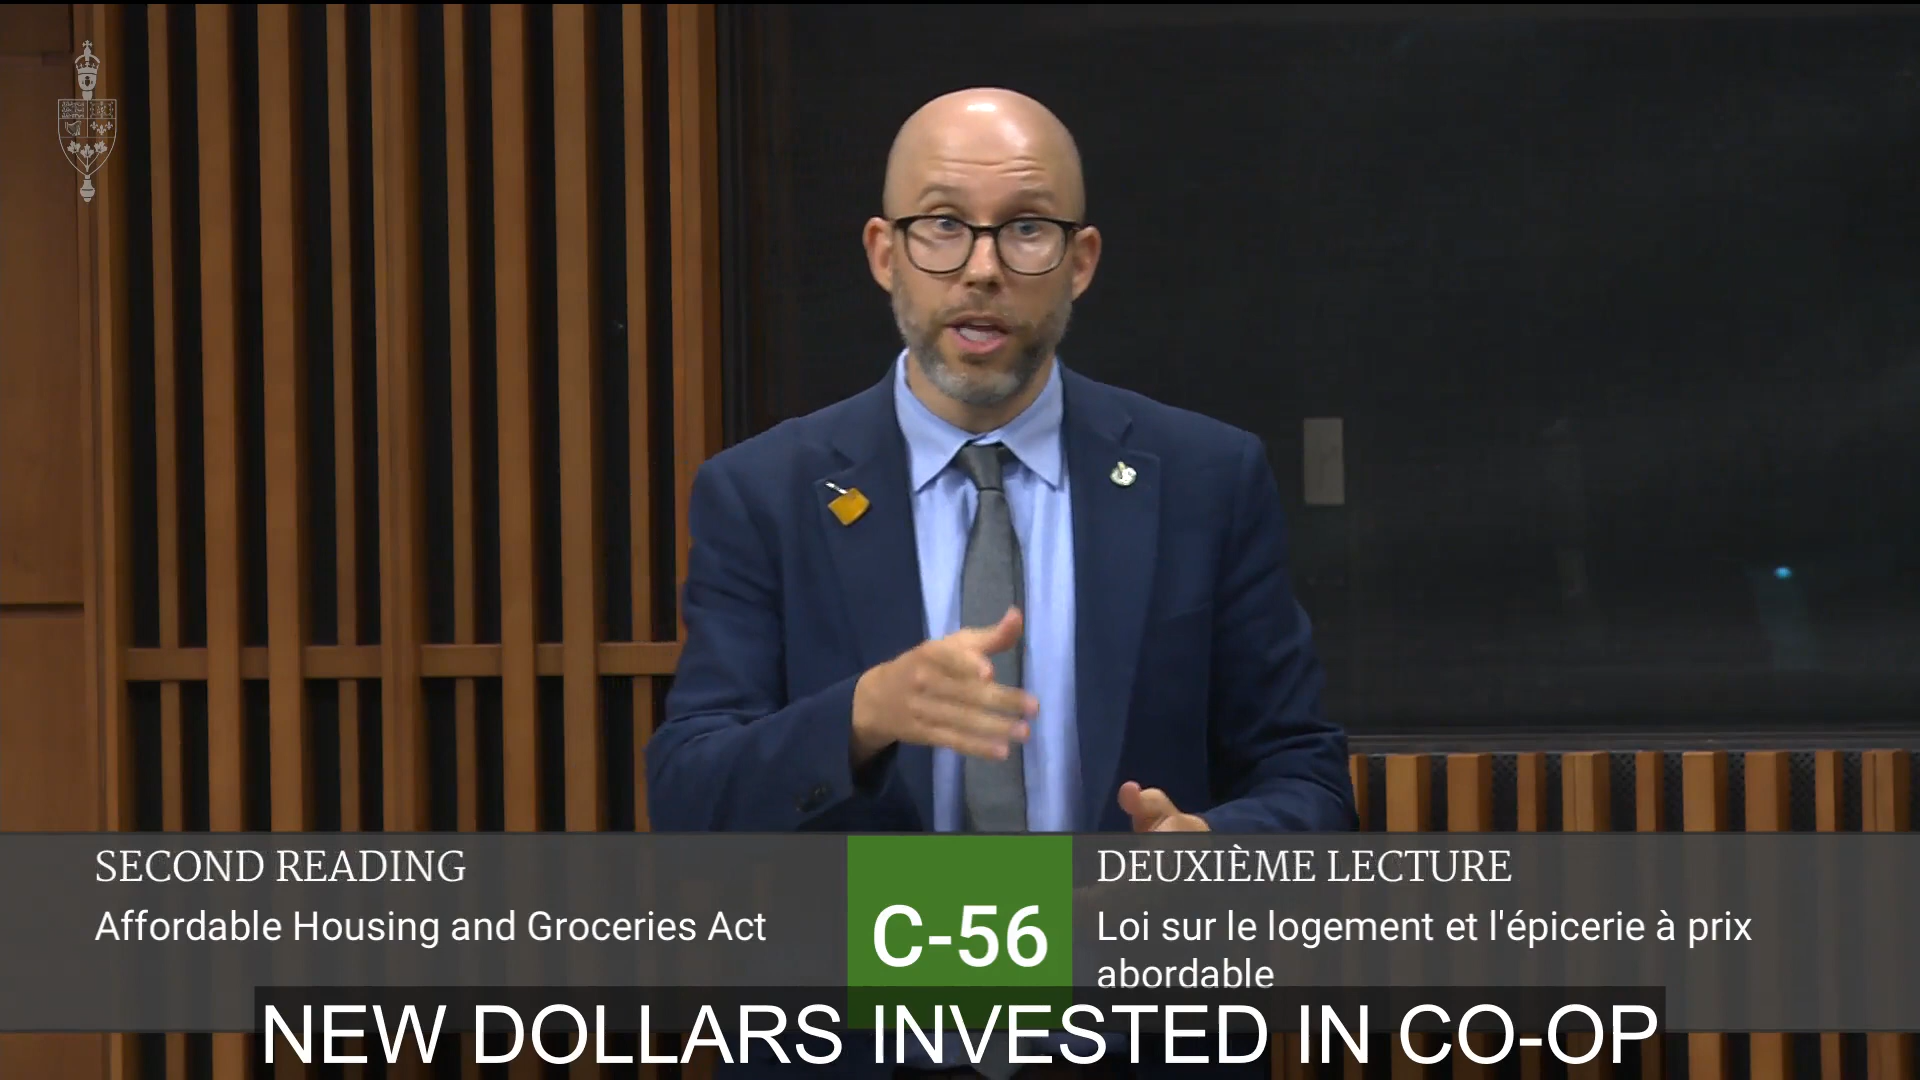 SECOND READING
Affordable Housing and Groceries Act
C-56
DEUXIÈME LECTURE
Loi sur le logement et l'épicerie à prix
abordable
NEW DOLLARS INVESTED IN CO-OP